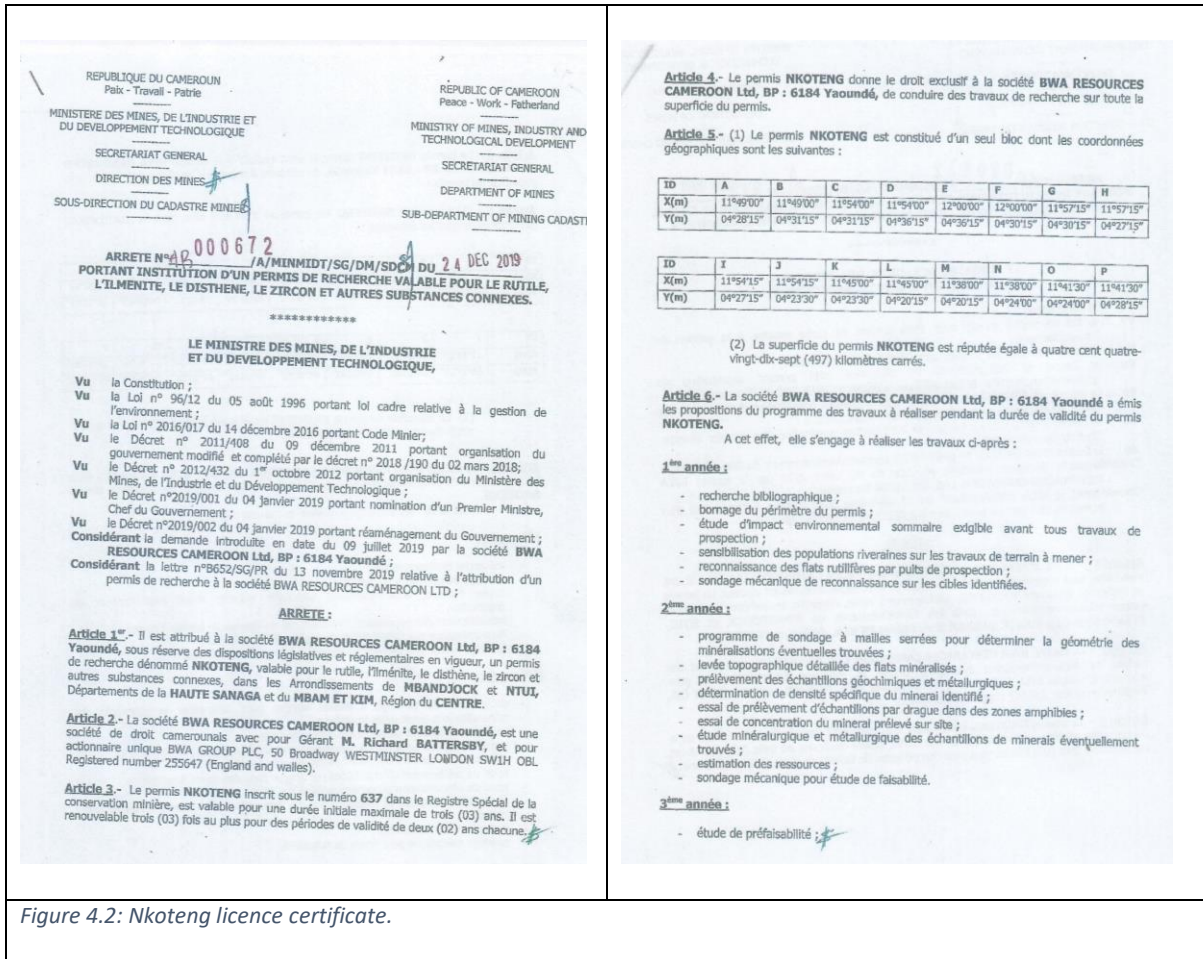 REPUBLIQUE DU CAMEROUN
Paix - Travail - Patrie
MINISTERE DES MINES, DE L'INDUSTRIE ET
DU DEVELOPPEMENT TECHNOLOGIQUE
SECRETARIAT GENERAL
DIRECTION DES MINES
SOUS-DIRECTION DU CADASTRE MINIER
REPUBLIC OF CAMEROON
Peace - Work - Fatherland
MINISTRY OF MINES, INDUSTRY AND
TECHNOLOGICAL DEVELOPMENT
SECRETARIAT GENERAL
DEPARTMENT OF MINES
SUB-DEPARTMENT OF MINING CADAST
ARRETE N° 000672 /A/MINMIDT/SG/DM/SDCM DU 24 DEC 2019
PORTANT INSTITUTION D'UN PERMIS DE RECHERCHE VALABLE POUR LE RUTILE,
L'ILMENITE, LE DISTHENE, LE ZIRCON ET AUTRES SUBSTANCES CONNEXES.
************
LE MINISTRE DES MINES, DE L'INDUSTRIE
ET DU DEVELOPPEMENT TECHNOLOGIQUE,
Vu la Constitution ;
Vu la Loi n° 96/12 du 05 août 1996 portant loi cadre relative à la gestion de
l'environnement ;
Vu la Loi n° 2016/017 du 14 décembre 2016 portant Code Minier;
Vu le Décret n° 2011/408 du 09 décembre 2011 portant organisation du
gouvernement modifié et complété par le décret n° 2018 /190 du 02 mars 2018;
Vu le Décret n° 2012/432 du 1er octobre 2012 portant organisation du Ministère des
Mines, de l'Industrie et du Développement Technologique ;
Vu le Décret n°2019/001 du 04 janvier 2019 portant nomination d'un Premier Ministre,
Chef du Gouvernement ;
Vu le Décret n°2019/002 du 04 janvier 2019 portant réaménagement du Gouvernement ;
Considérant la demande introduite en date du 09 juillet 2019 par la société BWA
RESOURCES CAMEROON Ltd, BP : 6184 Yaoundé ;
Considérant la lettre n°B652/SG/PR du 13 novembre 2019 relative à l'attribution d'un
permis de recherche à la société BWA RESOURCES CAMEROON LTD ;
ARRETE :
Article 1er.- Il est attribué à la société BWA RESOURCES CAMEROON Ltd, BP : 6184
Yaoundé, sous réserve des dispositions législatives et réglementaires en vigueur, un permis
de recherche dénommé NKOTENG, valable pour le rutile, l'ilménite, le disthène, le zircon et
autres substances connexes, dans les Arrondissements de MBANDJOCK et NTUI,
Départements de la HAUTE SANAGA et du MBAM ET KIM, Région du CENTRE.
Article 2.- La société BWA RESOURCES CAMEROON Ltd, BP : 6184 Yaoundé, est une
société de droit camerounais avec pour Gérant M. Richard BATTERSBY, et pour
actionnaire unique BWA GROUP PLC, 50 Broadway WESTMINSTER LONDON SW1H OBL
Registered number 255647 (England and walles).
Article 3.- Le permis NKOTENG inscrit sous le numéro 637 dans le Registre Spécial de la
conservation minière, est valable pour une durée initiale maximale de trois (03) ans. Il est
renouvelable trois (03) fois au plus pour des périodes de validité de deux (02) ans chacune.
Article 4.- Le permis NKOTENG donne le droit exclusif à la société BWA RESOURCES
CAMEROON Ltd, BP : 6184 Yaoundé, de conduire des travaux de recherche sur toute la
superficie du permis.
Article 5.- (1) Le permis NKOTENG est constitué d'un seul bloc dont les coordonnées
géographiques sont les suivantes :
ID A B C D E F G H
X(m) 11°49'00" 11°49'00" 11°54'00" 11°54'00" 12°00'00" 12°00'00" 11°57'15" 11°57'15"
Y(m) 04°28'15" 04°31'15" 04°31'15" 04°36'15" 04°36'15" 04°30'15" 04°30'15" 04°27'15"
ID I J K L M N O P
X(m) 11°54'15" 11°54'15" 11°45'00" 11°45'00" 11°38'00" 11°38'00" 11°41'30" 11°41'30"
Y(m) 04°27'15" 04°23'30" 04°23'30" 04°20'15" 04°20'15" 04°24'00" 04°24'00" 04°28'15"
(2) La superficie du permis NKOTENG est réputée égale à quatre cent quatre-
vingt-dix-sept (497) kilomètres carrés.
Article 6.- La société BWA RESOURCES CAMEROON Ltd, BP : 6184 Yaoundé a émis
les propositions du programme des travaux à réaliser pendant la durée de validité du permis
NKOTENG.
A cet effet, elle s'engage à réaliser les travaux ci-après :
1ère année :
- recherche bibliographique ;
- bornage du périmètre du permis ;
- étude d'impact environnemental sommaire exigible avant tous travaux de
prospection ;
- sensibilisation des populations riveraines sur les travaux de terrain à mener ;
- reconnaissance des flats rutilifères par puits de prospection ;
- sondage mécanique de reconnaissance sur les cibles identifiées.
2ème année :
- programme de sondage à mailles serrées pour déterminer la géométrie des
minéralisations éventuelles trouvées ;
- levée topographique détaillée des flats minéralisés ;
- prélèvement des échantillons géochimiques et métallurgiques ;
- détermination de densité spécifique du minerai identifié ;
- essai de prélèvement d'échantillons par drague dans des zones amphibies ;
- essai de concentration du mineral prélevé sur site ;
- étude minéralurgique et métallurgique des échantillons de minerais éventuellement
trouvés ;
- estimation des ressources ;
- sondage mécanique pour étude de faisabilité.
3ème année :
- étude de préfaisabilité ;
Figure 4.2: Nkoteng licence certificate.